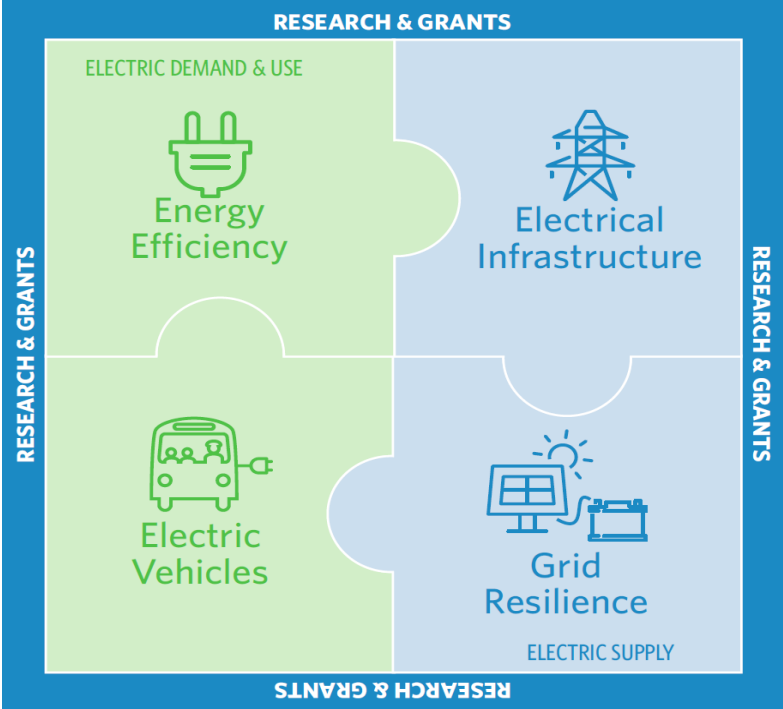 RESEARCH & GRANTS
ELECTRIC DEMAND & USE
Energy
Efficiency
Electrical
Infrastructure
RESEARCH & GRANTS
RESEARCH & GRANTS
Electric
Vehicles
Grid
Resilience
ELECTRIC SUPPLY
RESEARCH & GRANTS